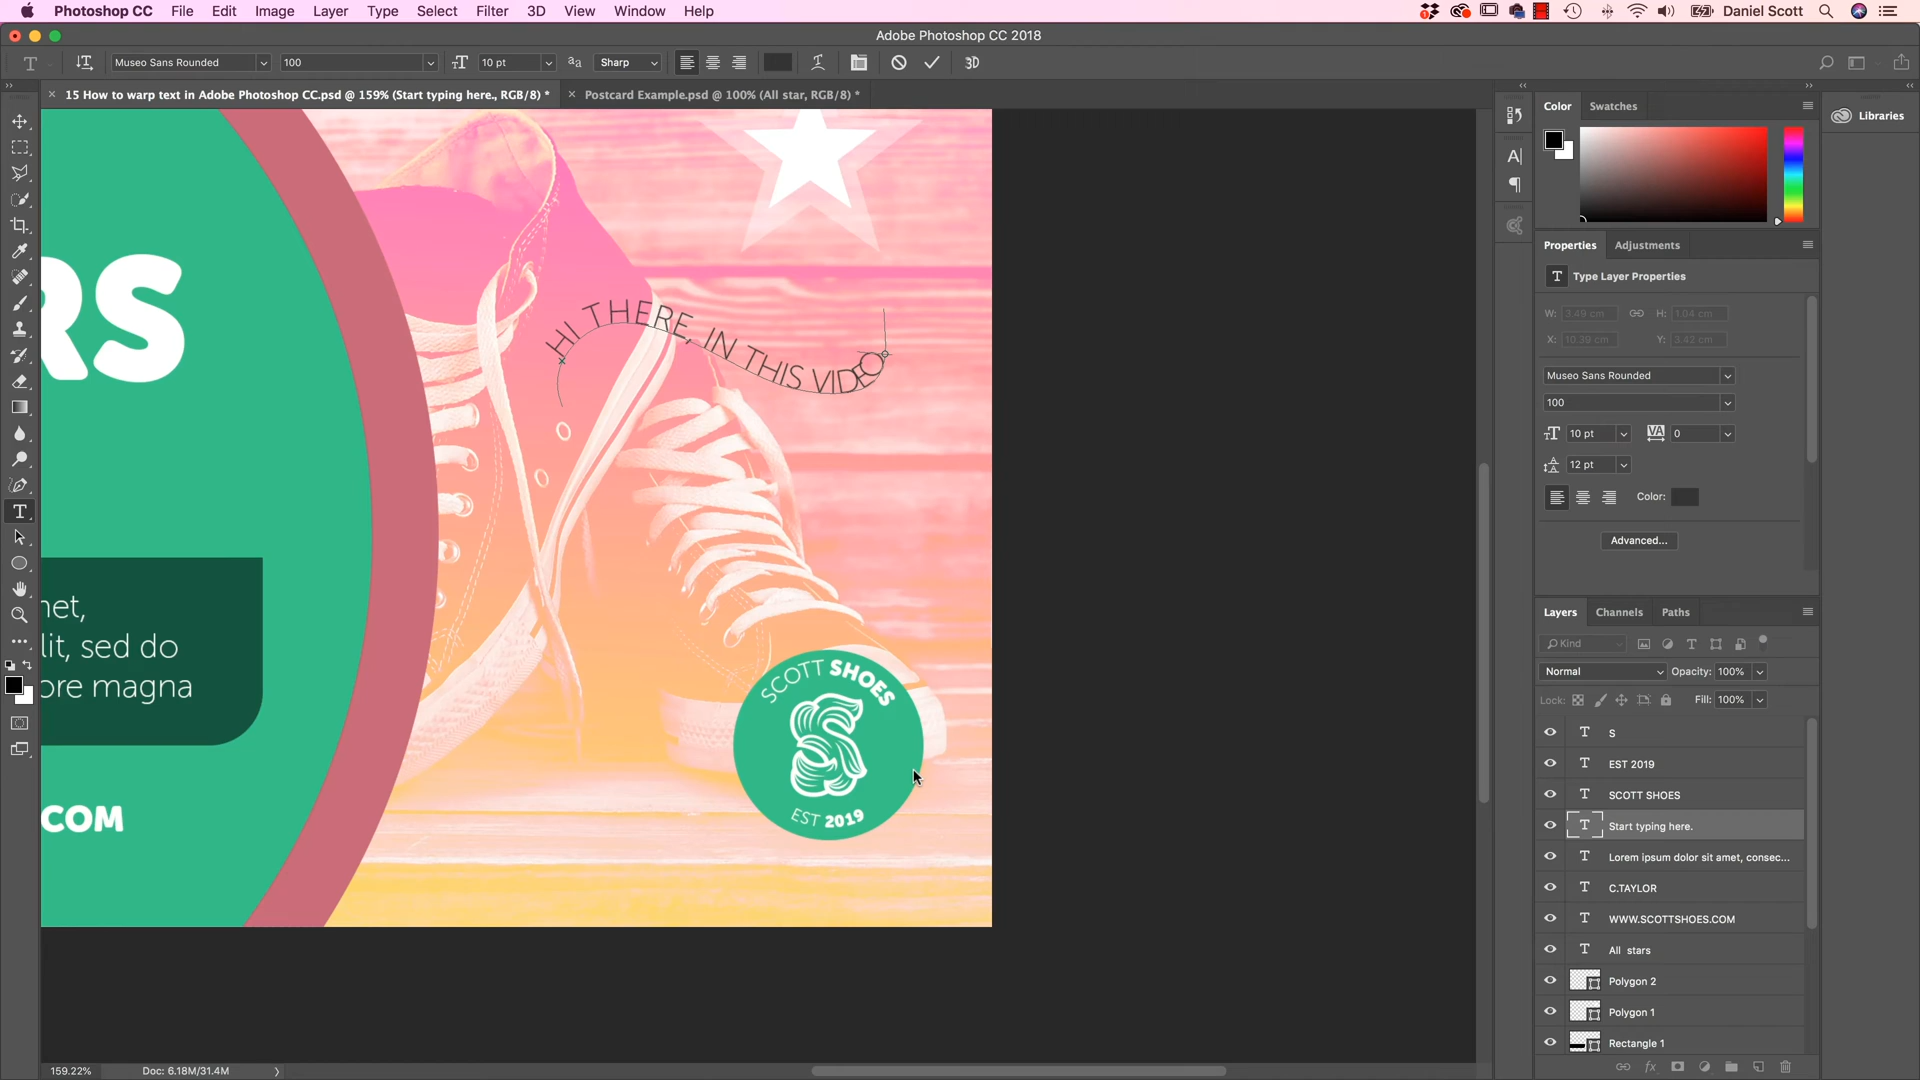 Photoshop CC File Edit Image Layer Type Select Filter 3D View Window Help Daniel Scott
Adobe Photoshop CC 2018
Museo Sans Rounded 100 10 pt Sharp 3D
15 How to warp text in Adobe Photoshop CC.psd @ 159% (Start typing here., RGB/8) *
Postcard Example.psd @ 100% (All star, RGB/8) *
Color Swatches
Libraries
Properties Adjustments
Type Layer Properties
W: 3.49 cm H: 1.04 cm
X: 10.39 cm Y: 3.42 cm
Museo Sans Rounded
100
10 pt VA 0
12 pt
Color:
Advanced...
Layers Channels Paths
Kind
Normal Opacity: 100%
Lock: Fill: 100%
S
EST 2019
SCOTT SHOES
Start typing here.
Lorem ipsum dolor sit amet, consec...
C.TAYLOR
WWW.SCOTTSHOES.COM
All stars
Polygon 2
Polygon 1
Rectangle 1
RS
HI THERE, IN THIS VIDEO
net,
lit, sed do
ore magna
.COM
SCOTT SHOES
S
EST 2019
159.22% Doc: 6.18M/31.4M